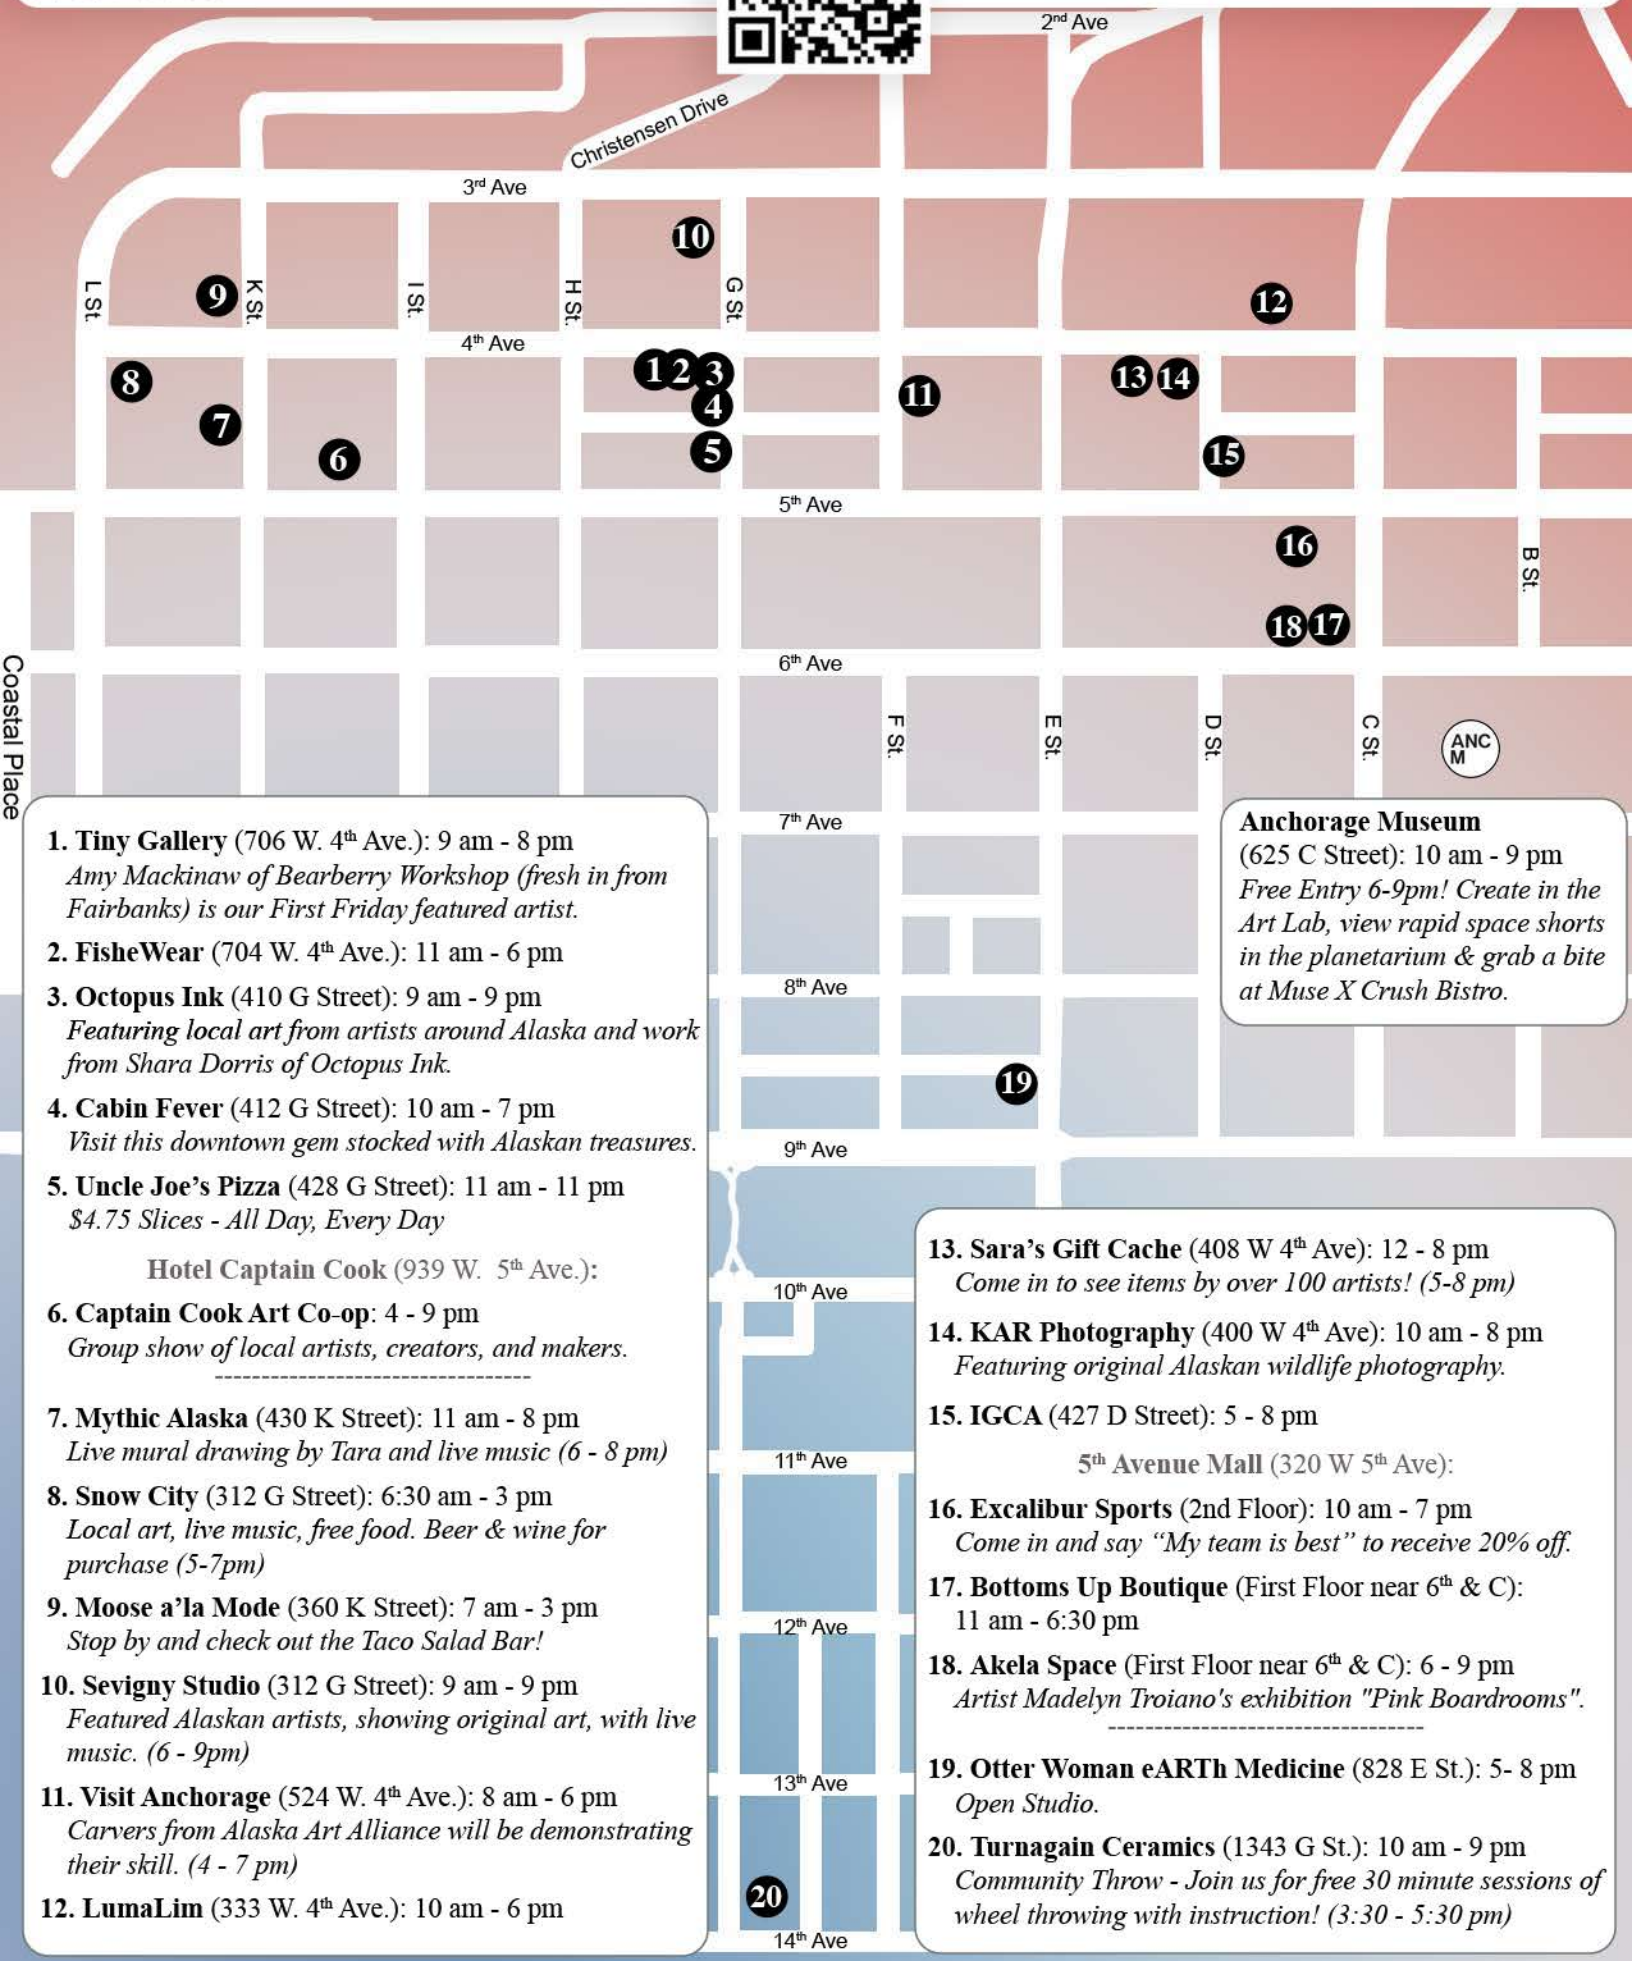 2nd Ave
Christensen Drive
3rd Ave
10
9
L St.
K St.
I St.
H St.
G St.
12
4th Ave
8
1
2
3
4
13
14
11
7
6
5
15
5th Ave
16
B St.
18
17
6th Ave
Coastal Place
F St.
E St.
D St.
C St.
ANC
M
7th Ave
8th Ave
19
9th Ave
10th Ave
11th Ave
12th Ave
13th Ave
20
14th Ave
1. Tiny Gallery (706 W. 4th Ave.): 9 am - 8 pm
Amy Mackinaw of Bearberry Workshop (fresh in from
Fairbanks) is our First Friday featured artist.
2. FisheWear (704 W. 4th Ave.): 11 am - 6 pm
3. Octopus Ink (410 G Street): 9 am - 9 pm
Featuring local art from artists around Alaska and work
from Shara Dorris of Octopus Ink.
4. Cabin Fever (412 G Street): 10 am - 7 pm
Visit this downtown gem stocked with Alaskan treasures.
5. Uncle Joe's Pizza (428 G Street): 11 am - 11 pm
$4.75 Slices - All Day, Every Day
Hotel Captain Cook (939 W. 5th Ave.):
6. Captain Cook Art Co-op: 4 - 9 pm
Group show of local artists, creators, and makers.
----------------------------------
7. Mythic Alaska (430 K Street): 11 am - 8 pm
Live mural drawing by Tara and live music (6 - 8 pm)
8. Snow City (312 G Street): 6:30 am - 3 pm
Local art, live music, free food. Beer & wine for
purchase (5-7pm)
9. Moose a'la Mode (360 K Street): 7 am - 3 pm
Stop by and check out the Taco Salad Bar!
10. Sevigny Studio (312 G Street): 9 am - 9 pm
Featured Alaskan artists, showing original art, with live
music. (6 - 9pm)
11. Visit Anchorage (524 W. 4th Ave.): 8 am - 6 pm
Carvers from Alaska Art Alliance will be demonstrating
their skill. (4 - 7 pm)
12. LumaLim (333 W. 4th Ave.): 10 am - 6 pm
Anchorage Museum
(625 C Street): 10 am - 9 pm
Free Entry 6-9pm! Create in the
Art Lab, view rapid space shorts
in the planetarium & grab a bite
at Muse X Crush Bistro.
13. Sara's Gift Cache (408 W 4th Ave): 12 - 8 pm
Come in to see items by over 100 artists! (5-8 pm)
14. KAR Photography (400 W 4th Ave): 10 am - 8 pm
Featuring original Alaskan wildlife photography.
15. IGCA (427 D Street): 5 - 8 pm
5th Avenue Mall (320 W 5th Ave):
16. Excalibur Sports (2nd Floor): 10 am - 7 pm
Come in and say “My team is best” to receive 20% off.
17. Bottoms Up Boutique (First Floor near 6th & C):
11 am - 6:30 pm
18. Akela Space (First Floor near 6th & C): 6 - 9 pm
Artist Madelyn Troiano's exhibition "Pink Boardrooms".
----------------------------------
19. Otter Woman eARTh Medicine (828 E St.): 5- 8 pm
Open Studio.
20. Turnagain Ceramics (1343 G St.): 10 am - 9 pm
Community Throw - Join us for free 30 minute sessions of
wheel throwing with instruction! (3:30 - 5:30 pm)